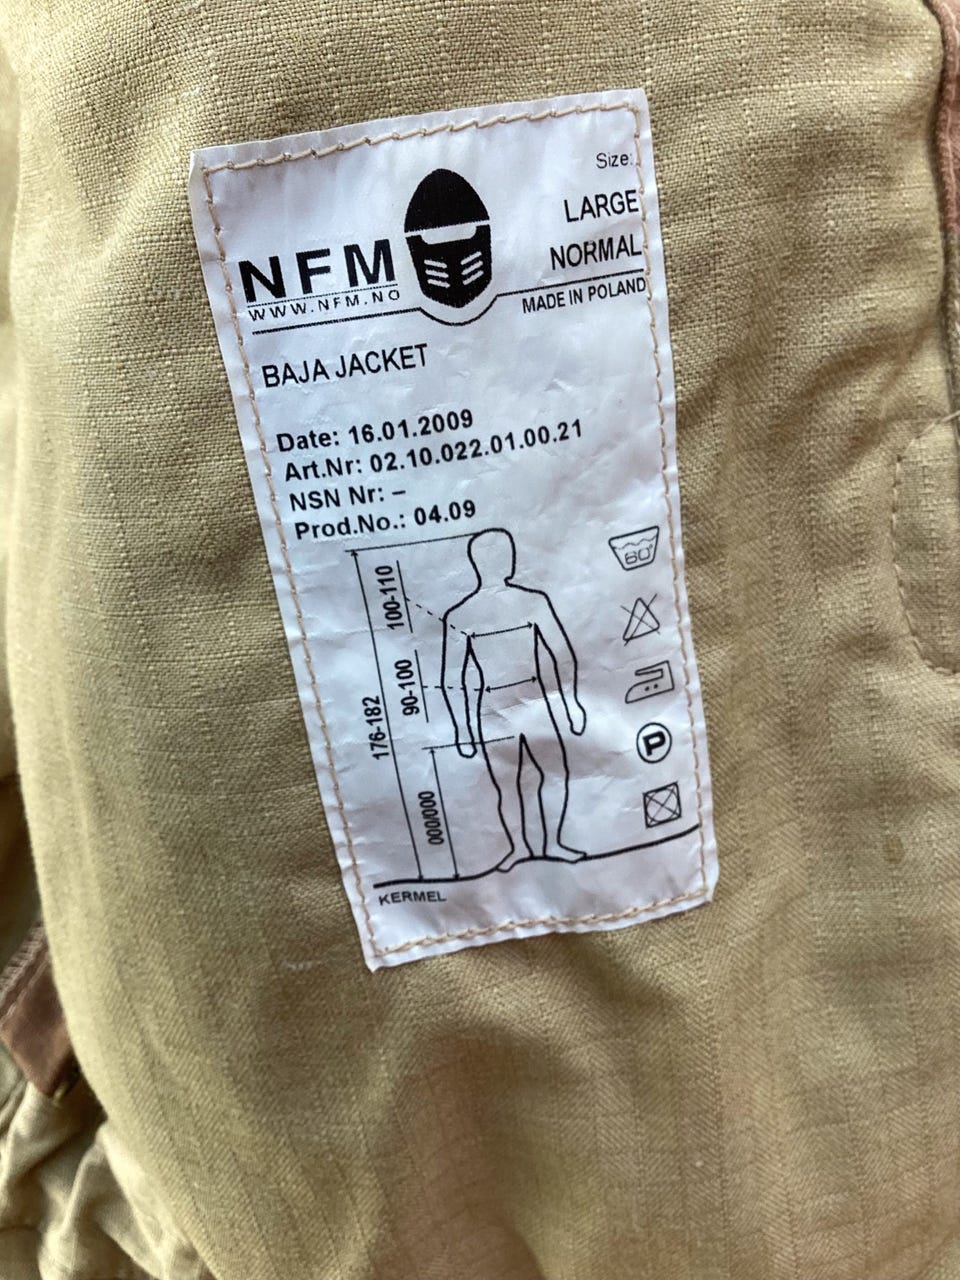 Size:
LARGE
NORMAL
MADE IN POLAND
NFM
WWW.NFM.NO
BAJA JACKET
Date: 16.01.2009
Art.Nr: 02.10.022.01.00.21
NSN Nr: –
Prod.No.: 04.09
100-110
90-100
176-182
000/000
60°
P
KERMEL